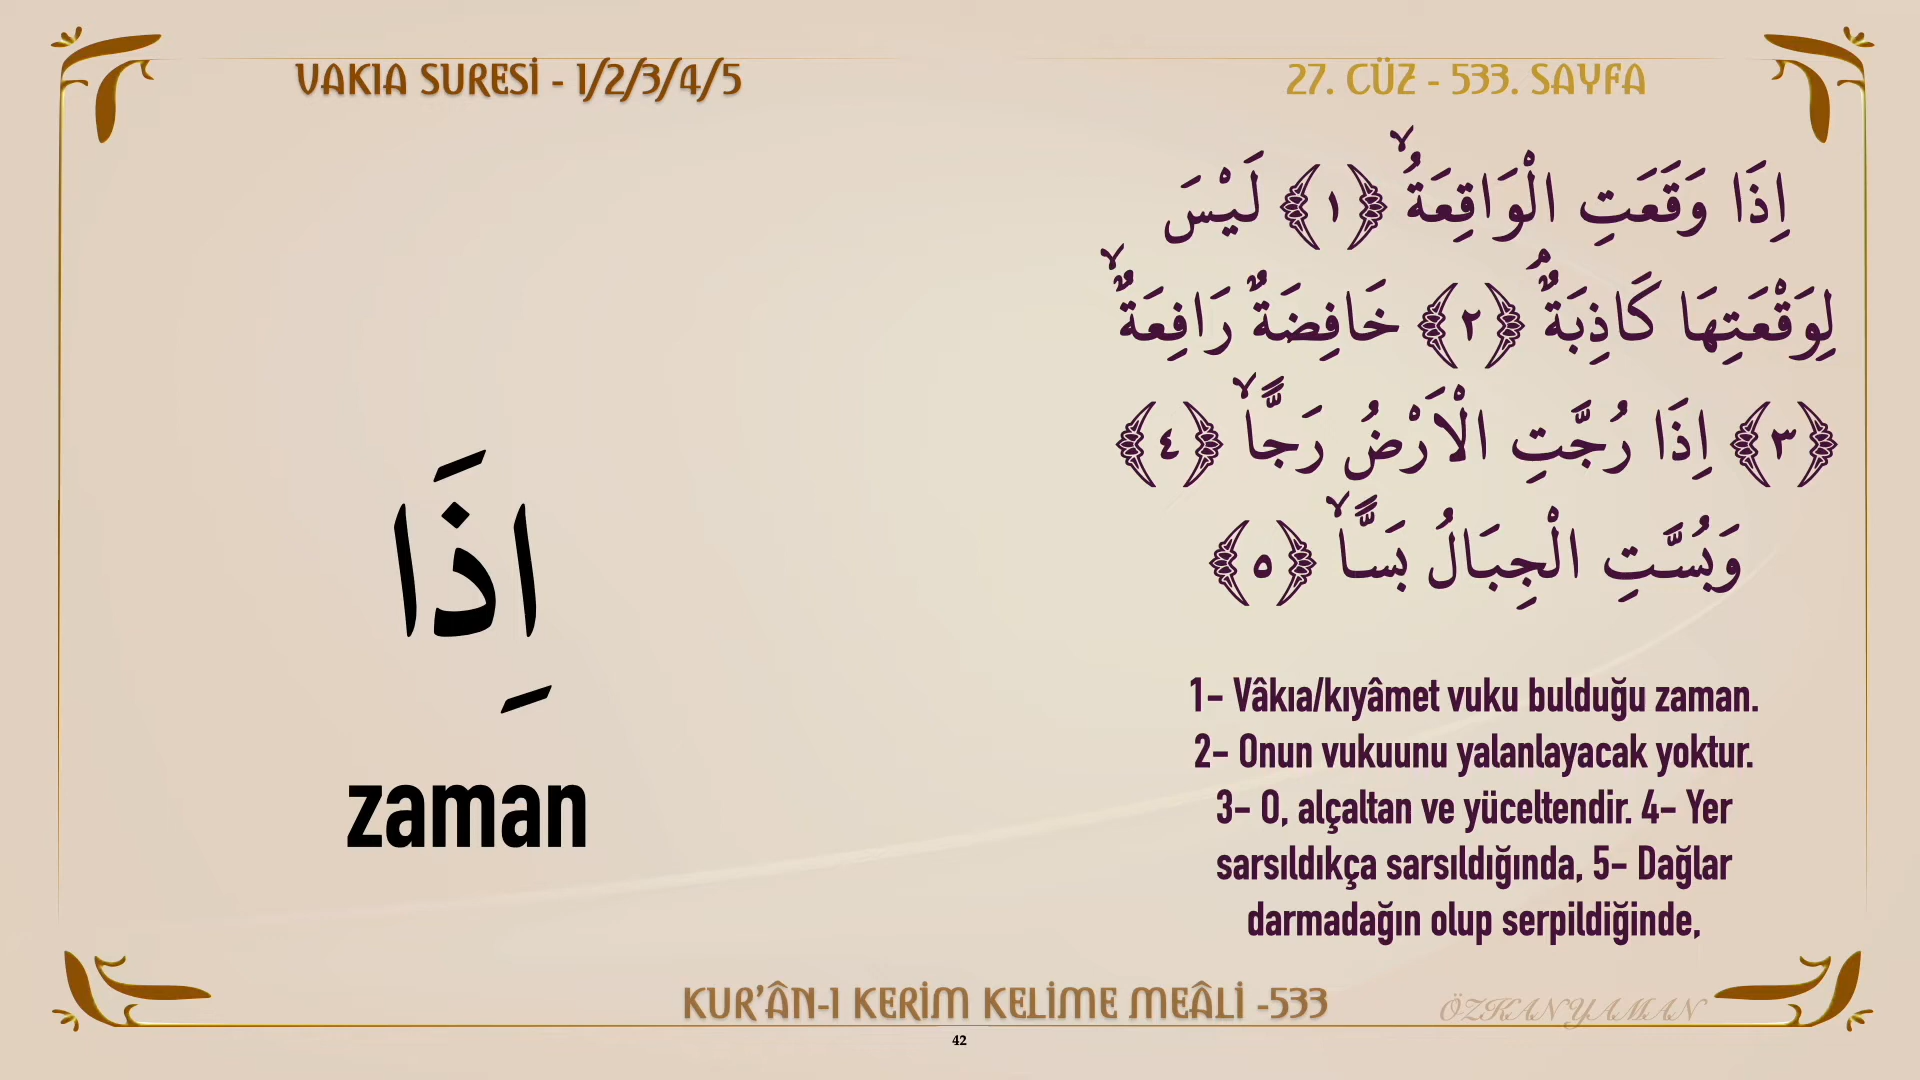 VAKIA SURESİ - 1/2/3/4/5
27. CÜZ - 533. SAYFA
اِذَا وَقَعَتِ الْوَاقِعَةُۙ ﴿١﴾ لَيْسَ
لِوَقْعَتِهَا كَاذِبَةٌۢ ﴿٢﴾ خَافِضَةٌ رَافِعَةٌۙ
﴿٣﴾ اِذَا رُجَّتِ الْاَرْضُ رَجًّاۙ ﴿٤﴾
وَبُسَّتِ الْجِبَالُ بَسًّاۙ ﴿٥﴾
اِذَا
zaman
1- Vâkıa/kıyâmet vuku bulduğu zaman.
2- Onun vukuunu yalanlayacak yoktur.
3- O, alçaltan ve yüceltendir. 4- Yer
sarsıldıkça sarsıldığında, 5- Dağlar
darmadağın olup serpildiğinde,
KUR'ÂN-I KERİM KELİME MEÂLİ -533
ÖZKAN YAMAN
42